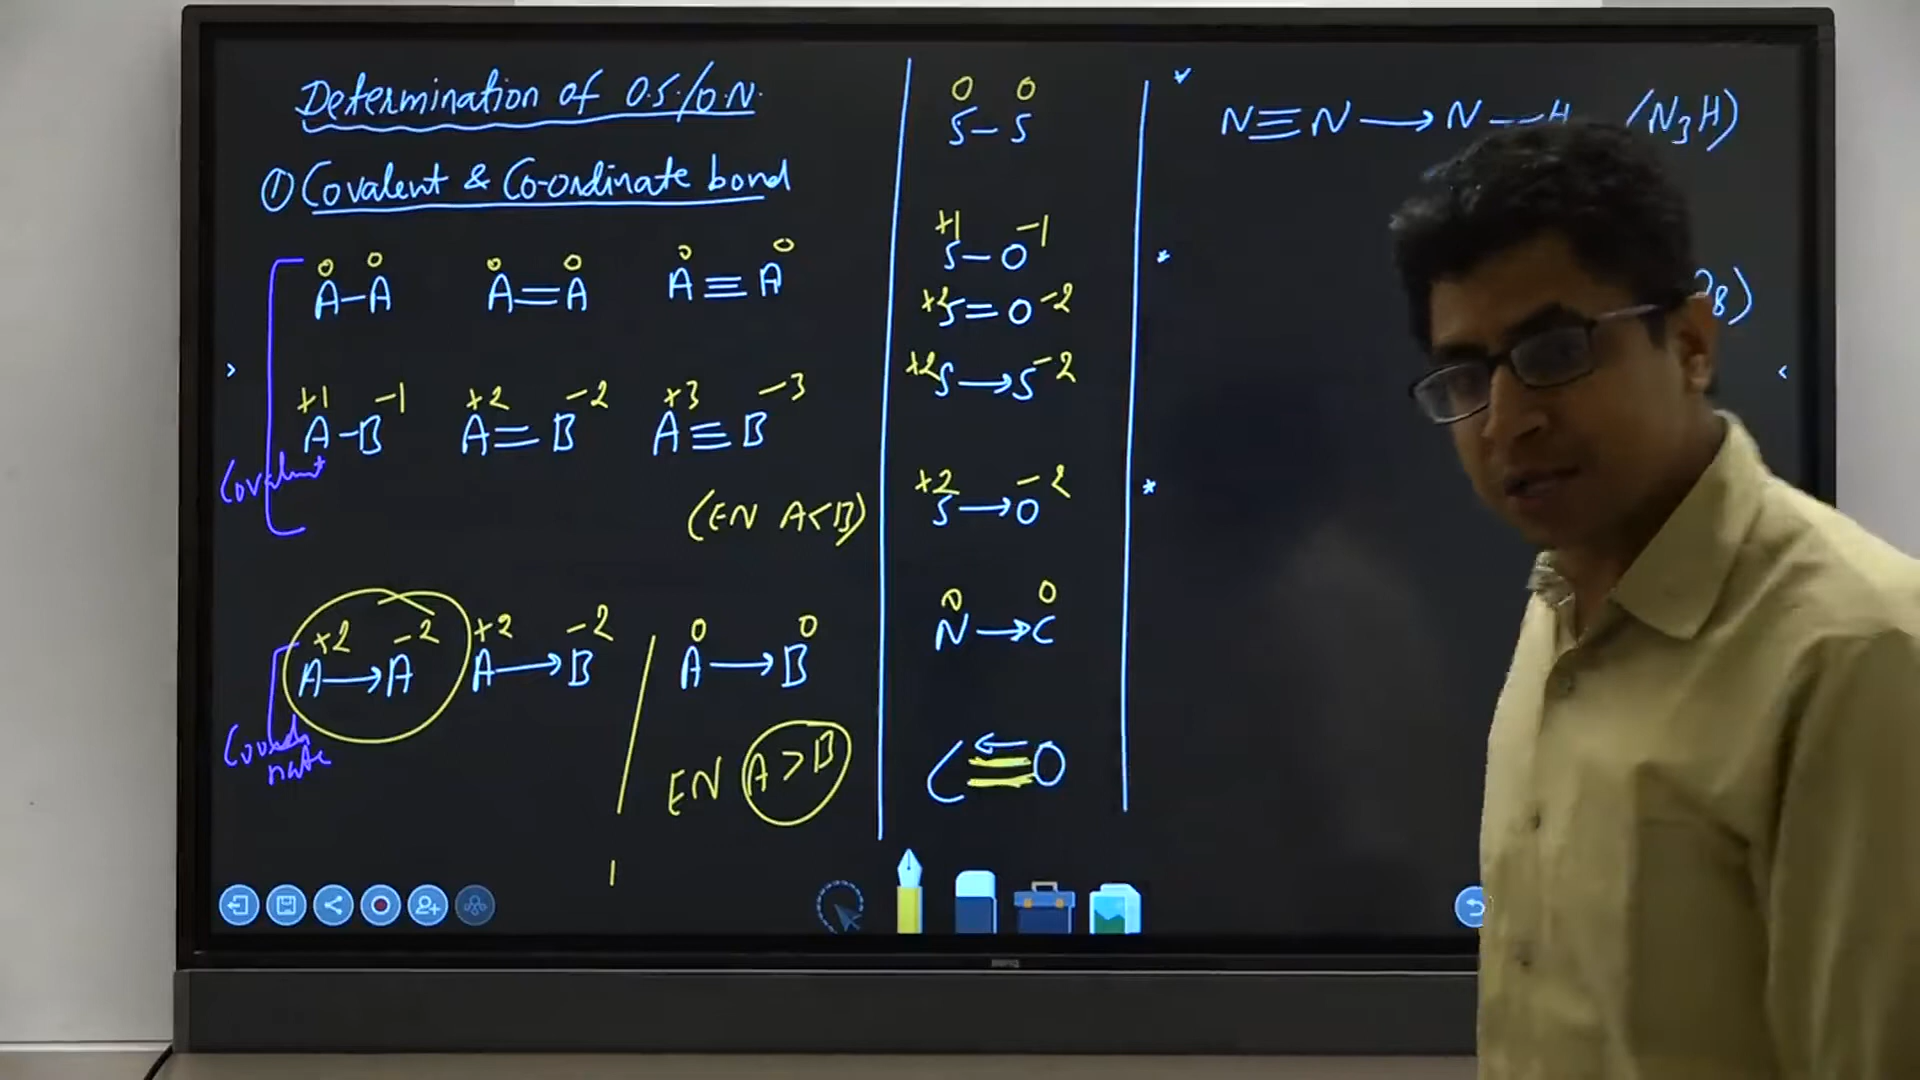 Determination of O.S./O.N.
① Covalent & Co-ordinate bond
0 0 0 0 0 0
A–A A=A A≡A
+1 -1 +2 -2 +3 -3
A–B A=B A≡B
Covalent
(EN A<B)
+2 -2 +2 -2 0 0
A→A A→B A→B
EN A>B
0 0
S–S
+1 -1
S–O
+2 S=O -2
+2 S→S -2
+2 -2
S→O
0 0
N→C
C≡O
*
N≡N→N–H (N3H)
*
8)
*
BenQ